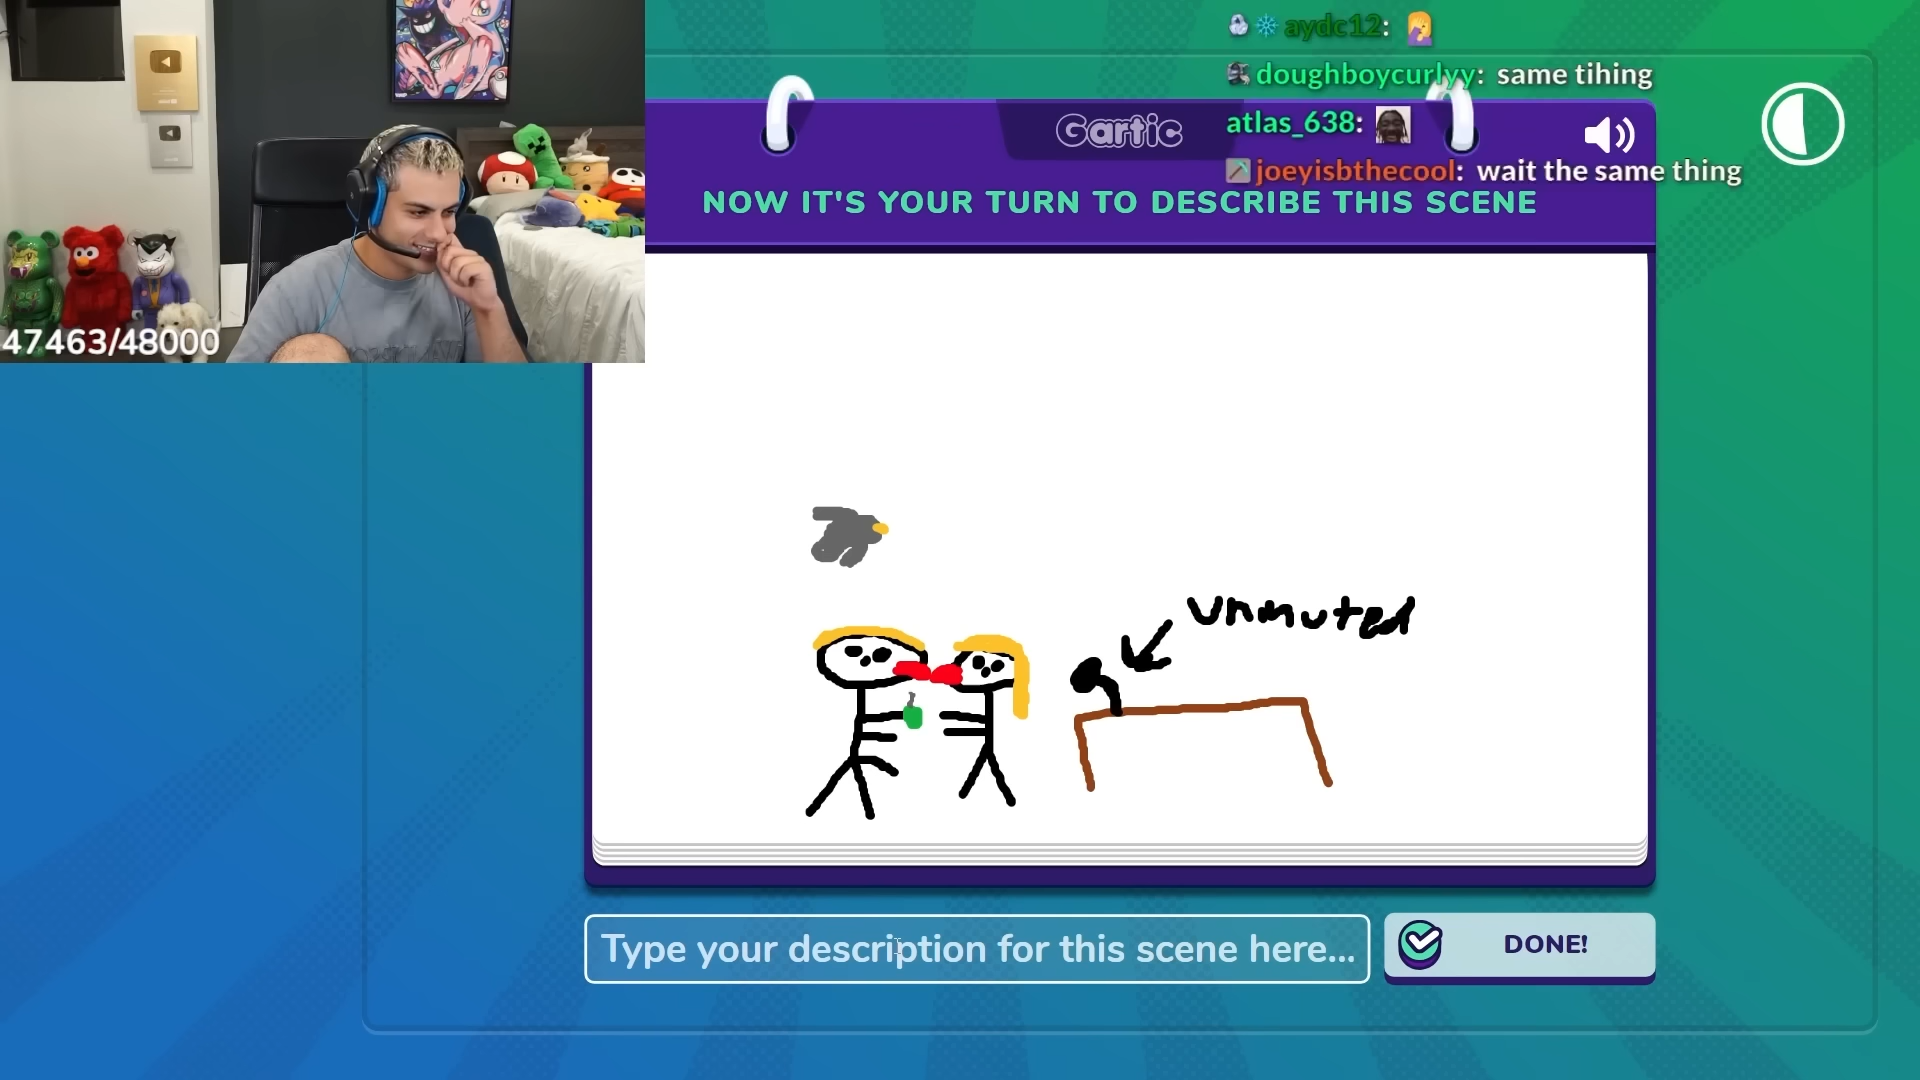 aydc12:
doughboycurlyy: same tihing
Gartic
atlas_638:
joeyisbthecool: wait the same thing
NOW IT'S YOUR TURN TO DESCRIBE THIS SCENE
47463/48000
unmuted
Type your description for this scene here...
DONE!